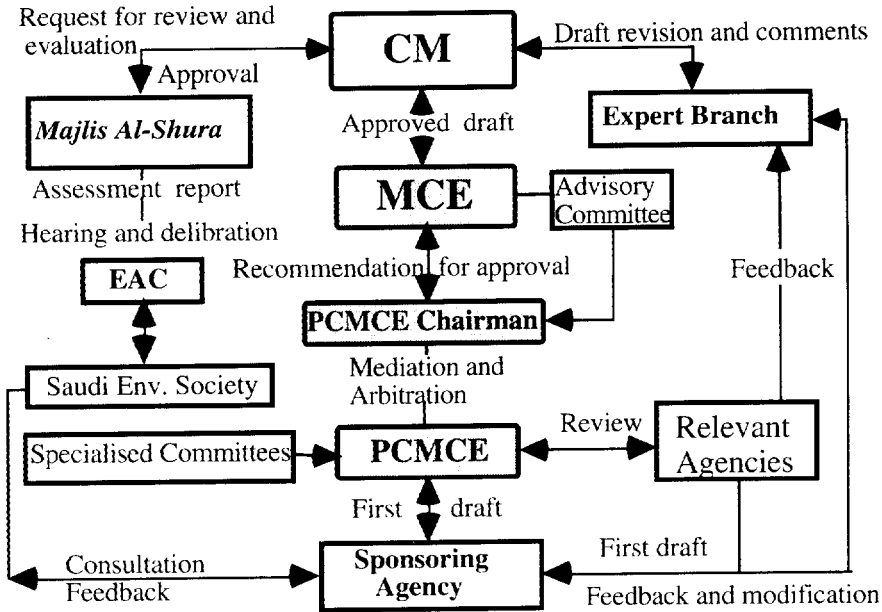 Request for review and
evaluation
CM
Draft revision and comments
Approval
Majlis Al-Shura
Approved draft
Expert Branch
Assessment report
MCE
Advisory
Committee
Hearing and delibration
Recommendation for approval
Feedback
EAC
PCMCE Chairman
Mediation and
Arbitration
Saudi Env. Society
Specialised Committees
PCMCE
Review
Relevant
Agencies
First draft
Consultation
Feedback
Sponsoring
Agency
First draft
Feedback and modification